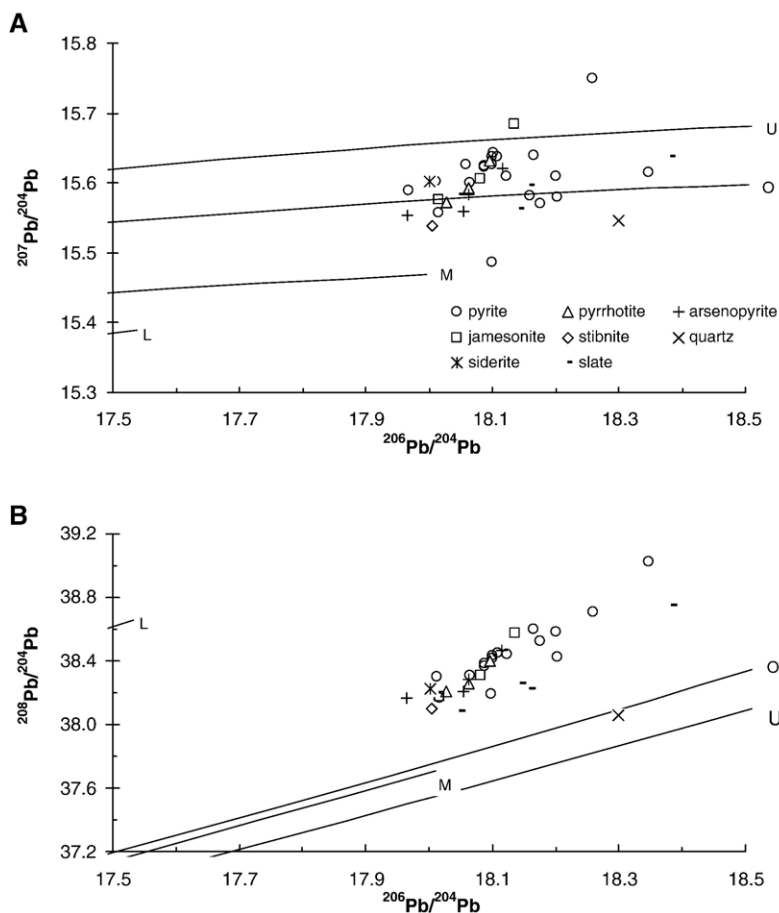 A
15.8
15.7
15.6
15.5
15.4
15.3
²⁰⁷Pb/²⁰⁴Pb
U
O
M
L
pyrite
pyrrhotite
arsenopyrite
jamesonite
stibnite
quartz
siderite
slate
17.5 17.7 17.9 18.1 18.3 18.5
²⁰⁶Pb/²⁰⁴Pb
B
39.2
38.8
38.4
38.0
37.6
37.2
²⁰⁸Pb/²⁰⁴Pb
L
O
U
M
17.5 17.7 17.9 18.1 18.3 18.5
²⁰⁶Pb/²⁰⁴Pb